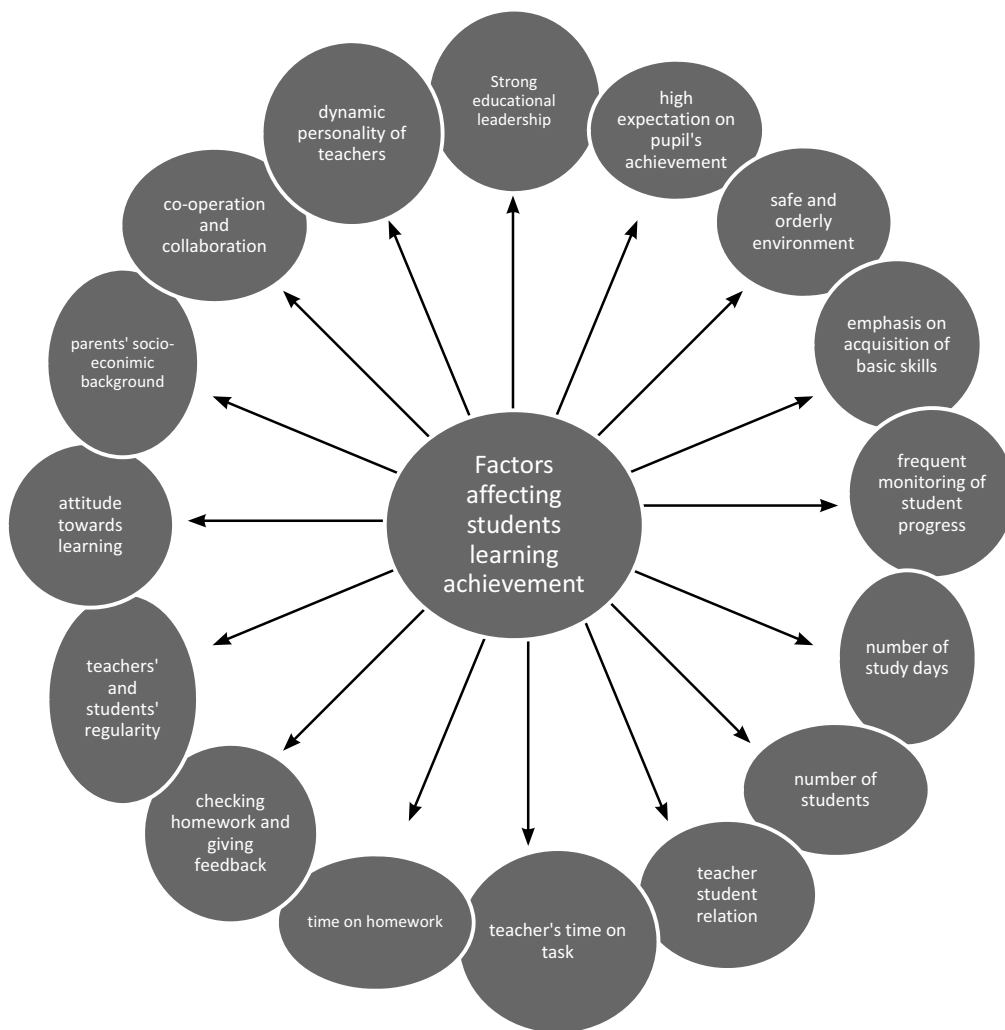 Strong
educational
leadership
high
expectation on
pupil's
achievement
safe and
orderly
environment
emphasis on
acquisition of
basic skills
frequent
monitoring of
student
progress
number of
study days
number of
students
teacher
student
relation
teacher's time on
task
time on homework
checking
homework and
giving
feedback
teachers'
and
students'
regularity
attitude
towards
learning
parents' socio-
econimic
background
co-operation
and
collaboration
dynamic
personality of
teachers
Factors
affecting
students
learning
achievement